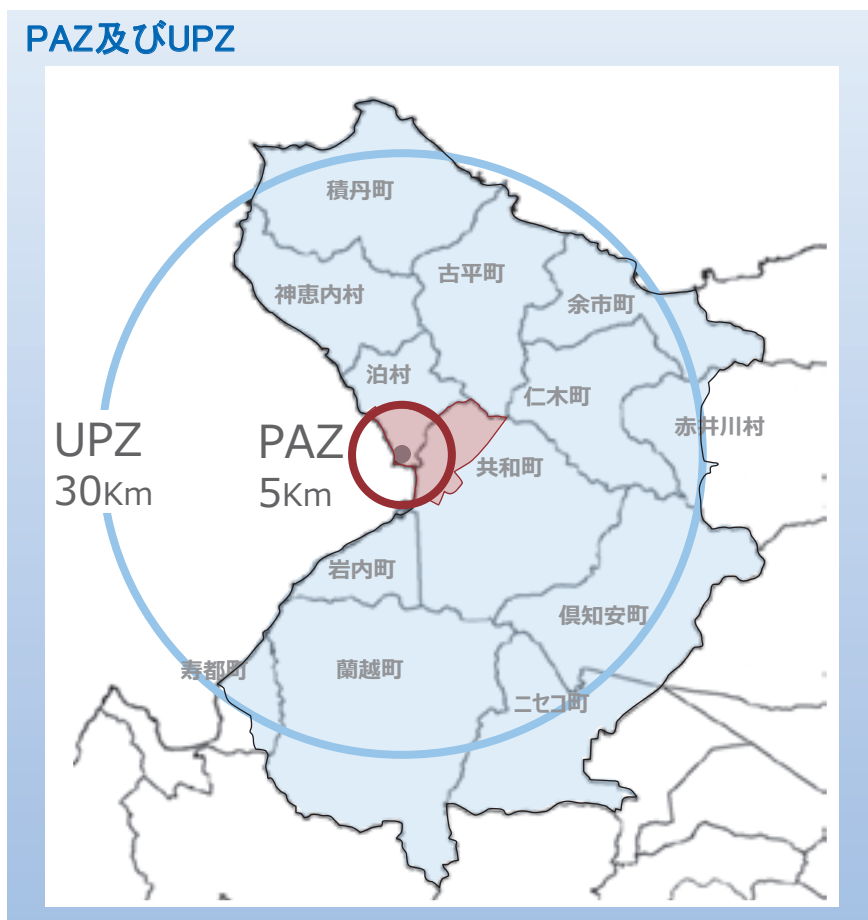 PAZ及びUPZ
積丹町
古平町
神恵内村
余市町
泊村
仁木町
赤井川村
UPZ
30Km
PAZ
5Km
共和町
岩内町
倶知安町
寿都町
蘭越町
ニセコ町